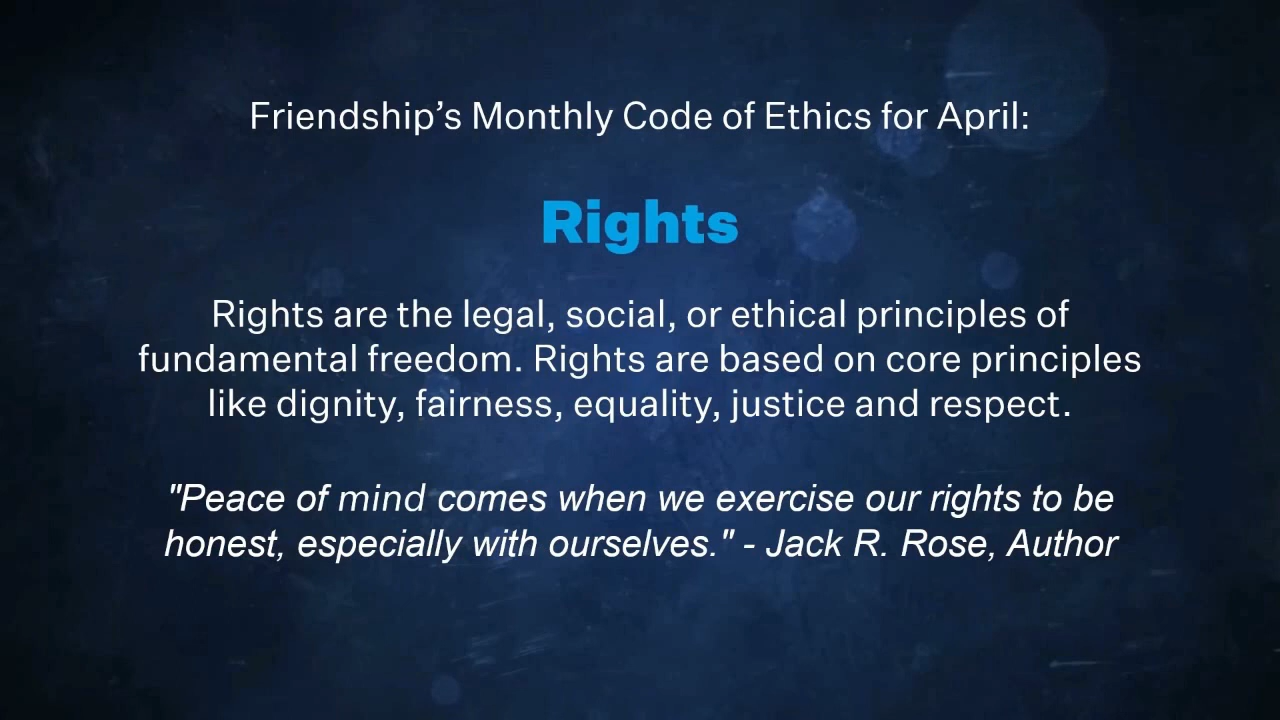 Friendship’s Monthly Code of Ethics for April:
Rights
Rights are the legal, social, or ethical principles of
fundamental freedom. Rights are based on core principles
like dignity, fairness, equality, justice and respect.
"Peace of mind comes when we exercise our rights to be
honest, especially with ourselves." - Jack R. Rose, Author